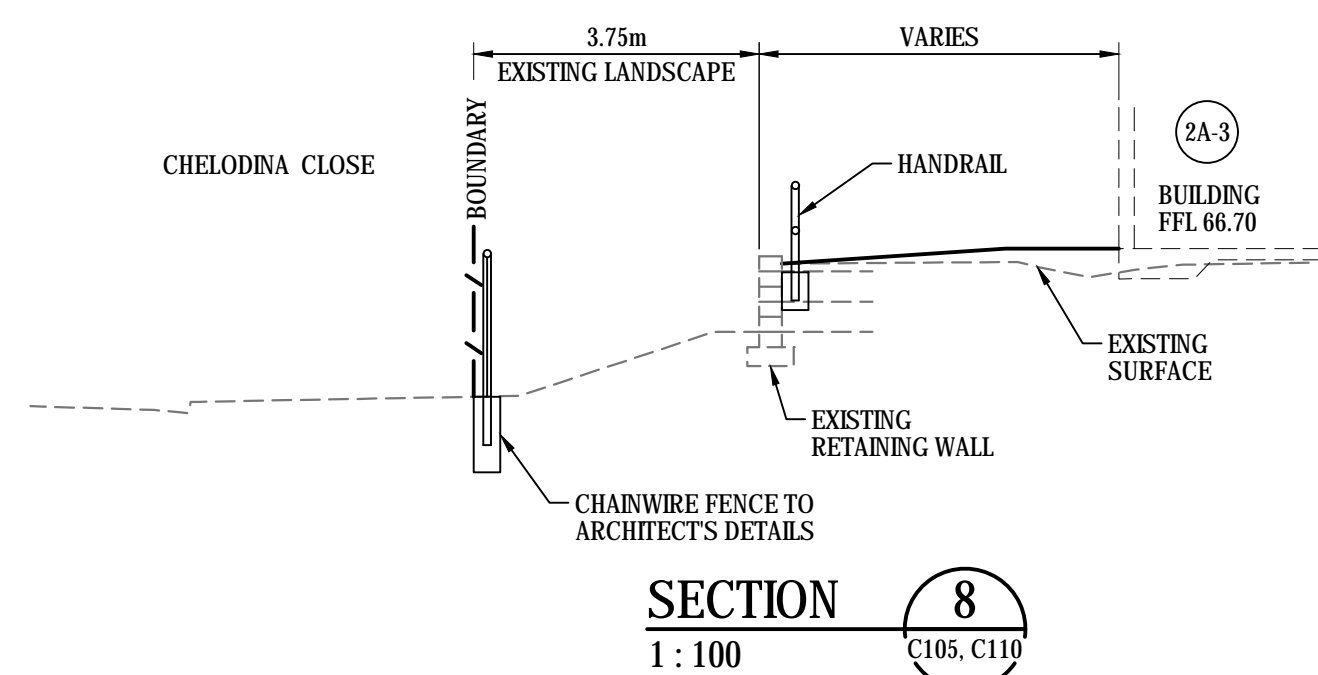 3.75m
EXISTING LANDSCAPE
VARIES
CHELODINA CLOSE
BOUNDARY
HANDRAIL
2A-3
BUILDING
FFL 66.70
EXISTING
SURFACE
EXISTING
RETAINING WALL
CHAINWIRE FENCE TO
ARCHITECT'S DETAILS
SECTION
8
1 : 100
C105, C110